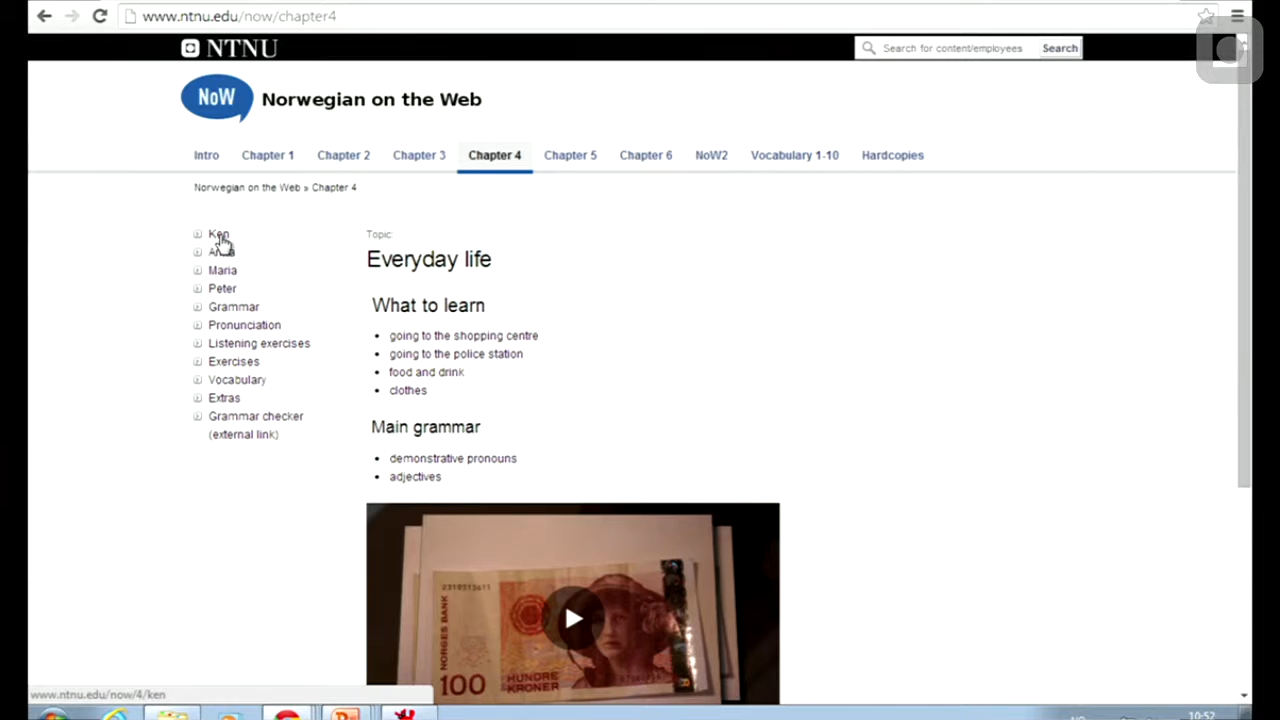 www.ntnu.edu/now/chapter4
NTNU
Search for content/employees Search
NoW Norwegian on the Web
Intro Chapter 1 Chapter 2 Chapter 3 Chapter 4 Chapter 5 Chapter 6 NoW2 Vocabulary 1-10 Hardcopies
Norwegian on the Web » Chapter 4
Ken
Maria
Peter
Grammar
Pronunciation
Listening exercises
Exercises
Vocabulary
Extras
Grammar checker
(external link)
Topic:
Everyday life
What to learn
• going to the shopping centre
• going to the police station
• food and drink
• clothes
Main grammar
• demonstrative pronouns
• adjectives
NORGES BANK
100
HUNDRE
KRONER
www.ntnu.edu/now/4/ken
10:52